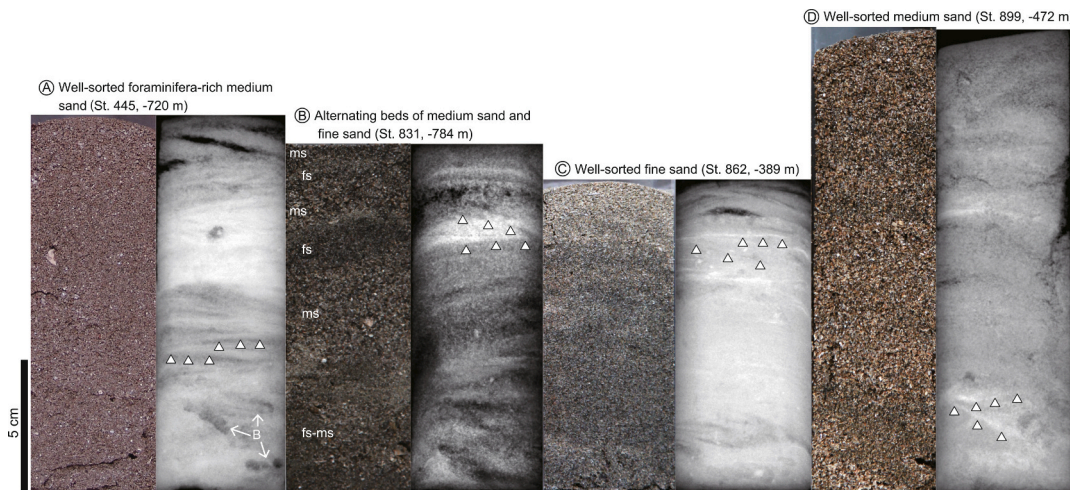 Ⓐ Well-sorted foraminifera-rich medium
sand (St. 445, -720 m)
Ⓑ Alternating beds of medium sand and
fine sand (St. 831, -784 m)
ms
fs
ms
fs
ms
fs-ms
Ⓒ Well-sorted fine sand (St. 862, -389 m)
Ⓓ Well-sorted medium sand (St. 899, -472 m
B
5 cm